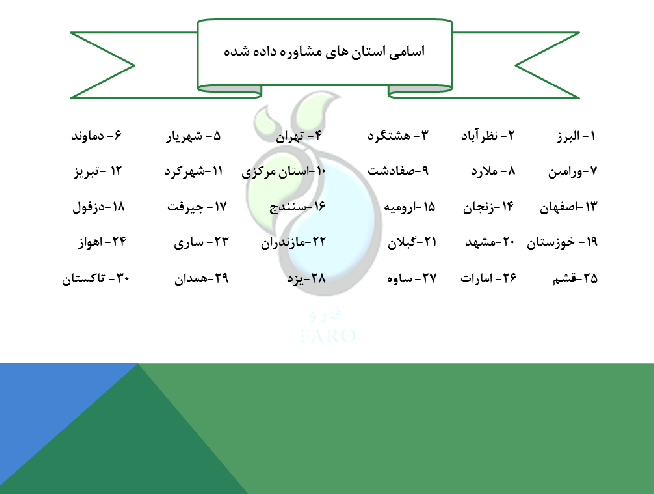 اسامی استان های مشاوره داده شده
۱- البرز ۲- نظرآباد ۳- هشتگرد ۴- تهران ۵- شهریار ۶- دماوند
۷-ورامین ۸- ملارد ۹-صفادشت ۱۰-استان مرکزی ۱۱-شهرکرد ۱۲ -تبریز
۱۳-اصفهان ۱۴-زنجان ۱۵-ارومیه ۱۶-سنندج ۱۷- جیرفت ۱۸-دزفول
۱۹- خوزستان ۲۰-مشهد ۲۱-گیلان ۲۲-مازندران ۲۳- ساری ۲۴- اهواز
۲۵-قشم ۲۶- امارات ۲۷- ساوه ۲۸-یزد ۲۹-همدان ۳۰- تاکستان
فارو
FARO